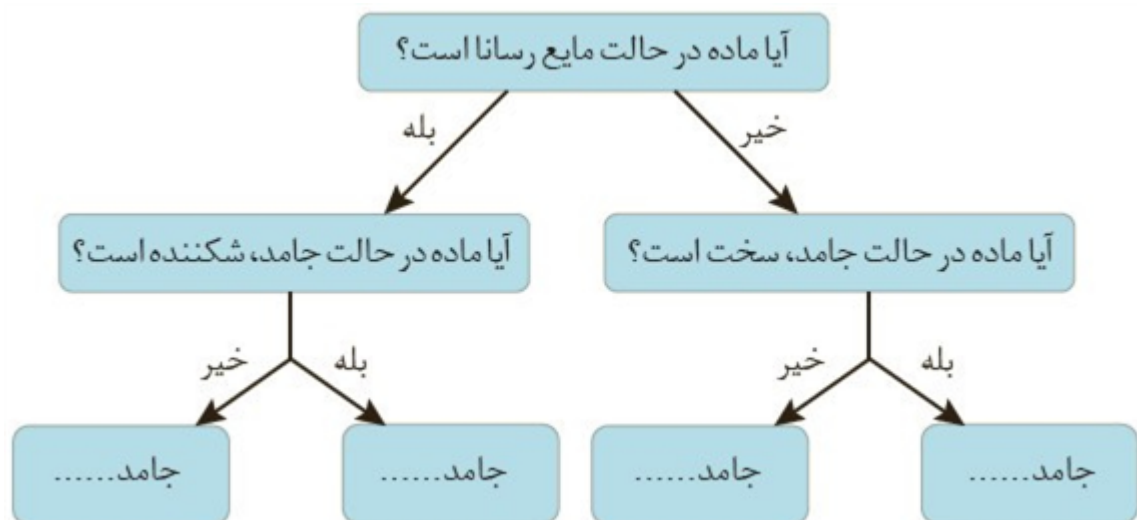 آیا ماده در حالت مایع رسانا است؟
خیر
بله
آیا ماده در حالت جامد، سخت است؟
آیا ماده در حالت جامد، شکننده است؟
بله
خیر
بله
خیر
جامد......
جامد......
جامد......
جامد......